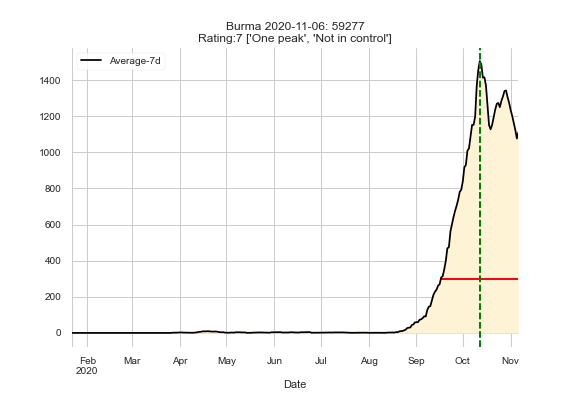 Burma 2020-11-06: 59277
Rating:7 ['One peak', 'Not in control']
Average-7d
1400
1200
1000
800
600
400
200
0
Feb Mar Apr May Jun Jul Aug Sep Oct Nov
2020
Date